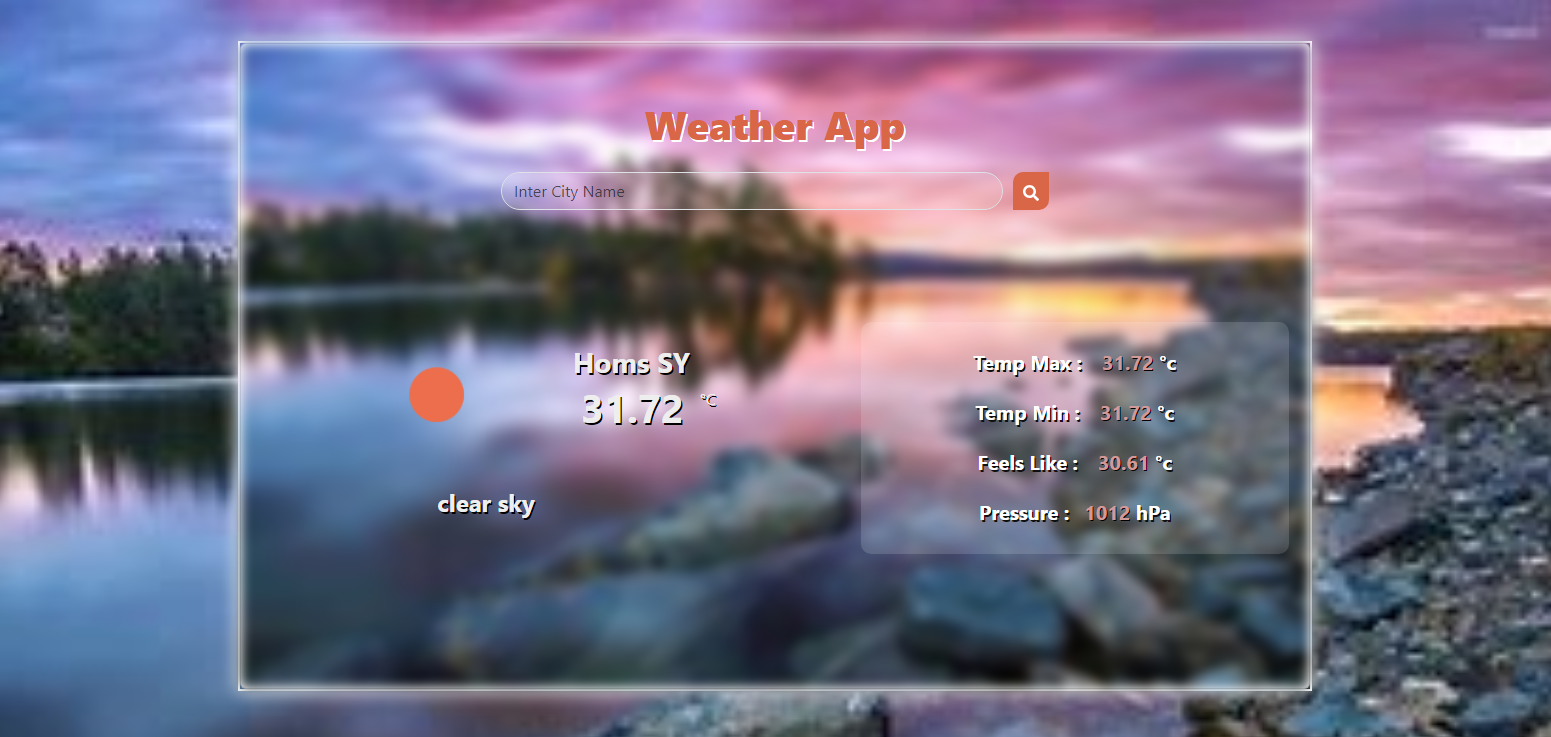 Weather App
Inter City Name
Homs SY
31.72 °C
clear sky
Temp Max : 31.72 °c
Temp Min : 31.72 °c
Feels Like : 30.61 °c
Pressure : 1012 hPa